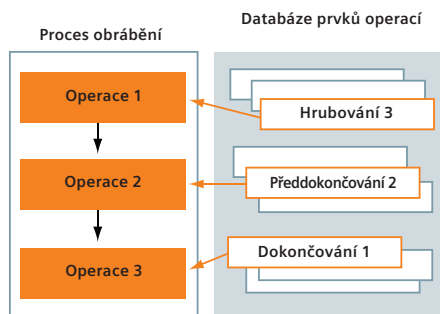 Databáze prvků operací
Proces obrábění
Operace 1
Hrubování 3
Operace 2
Předdokončování 2
Operace 3
Dokončování 1